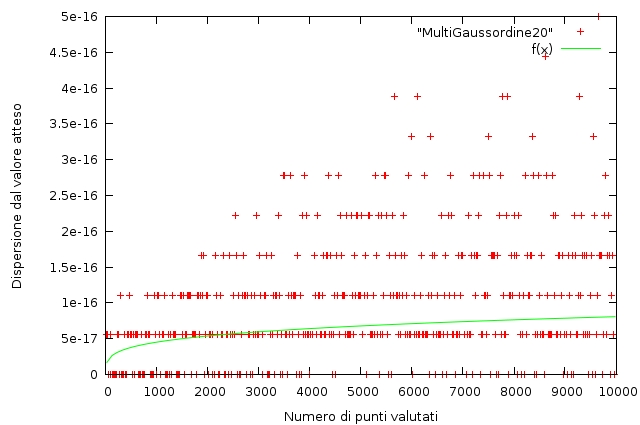 5e-16
4.5e-16
4e-16
3.5e-16
3e-16
2.5e-16
2e-16
1.5e-16
1e-16
5e-17
0
0 1000 2000 3000 4000 5000 6000 7000 8000 9000 10000
Dispersione dal valore atteso
Numero di punti valutati
"MultiGaussordine20"
f(x)